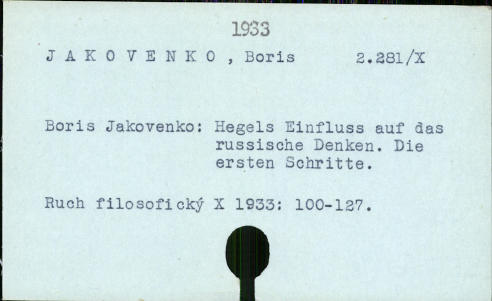 1933
JAKOVENKO, Boris 2.281/X
Boris Jakovenko: Hegels Einfluss auf das
russische Denken. Die
ersten Schritte.
Ruch filosofický X 1933: 100-127.